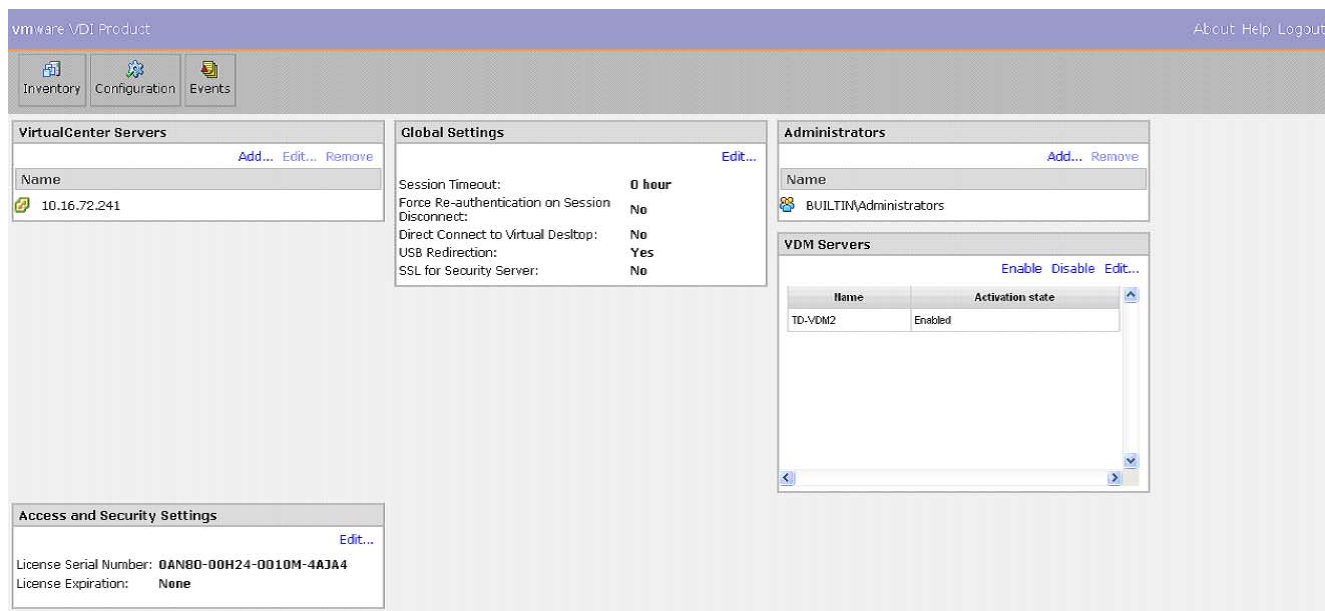 vmware VDI Product
About Help Logout
Inventory Configuration Events
VirtualCenter Servers
Add... Edit... Remove
Name
10.16.72.241
Global Settings
Edit...
Session Timeout: 0 hour
Force Re-authentication on Session
Disconnect: No
Direct Connect to Virtual Desltop: No
USB Redirection: Yes
SSL for Security Server: No
Administrators
Add... Remove
Name
BUILTIN\Administrators
VDM Servers
Enable Disable Edit...
Name Activation state
TD-VDM2 Enabled
Access and Security Settings
Edit...
License Serial Number: 0AN80-00H24-0010M-4AJA4
License Expiration: None